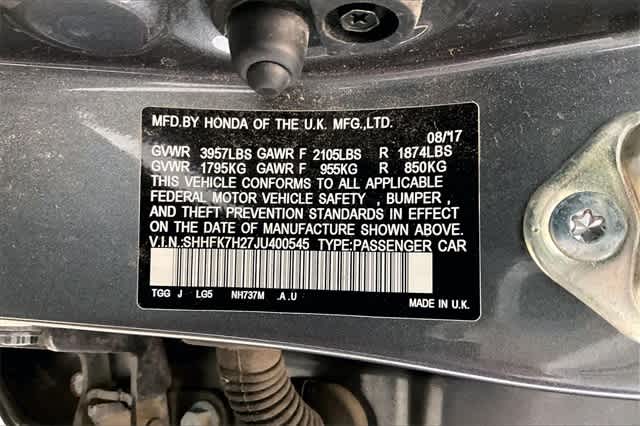 MFD.BY HONDA OF THE U.K. MFG.,LTD.
08/17
GVWR 3957LBS GAWR F 2105LBS R 1874LBS
GVWR 1795KG GAWR F 955KG R 850KG
THIS VEHICLE CONFORMS TO ALL APPLICABLE
FEDERAL MOTOR VEHICLE SAFETY , BUMPER ,
AND THEFT PREVENTION STANDARDS IN EFFECT
ON THE DATE OF MANUFACTURE SHOWN ABOVE.
V.I.N.:SHHFK7H27JU400545 TYPE:PASSENGER CAR
TGG J LG5 NH737M .A .U
MADE IN U.K.